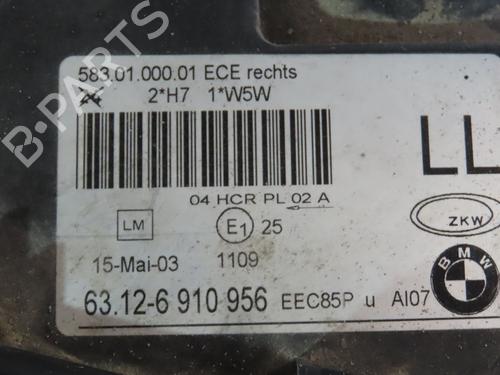 583.01.000.01 ECE rechts
2*H7 1*W5W
LL
04 HCR PL 02 A
LM E1 25
ZKW
15-Mai-03 1109
BMW
63.12-6 910 956 EEC85P u AI07